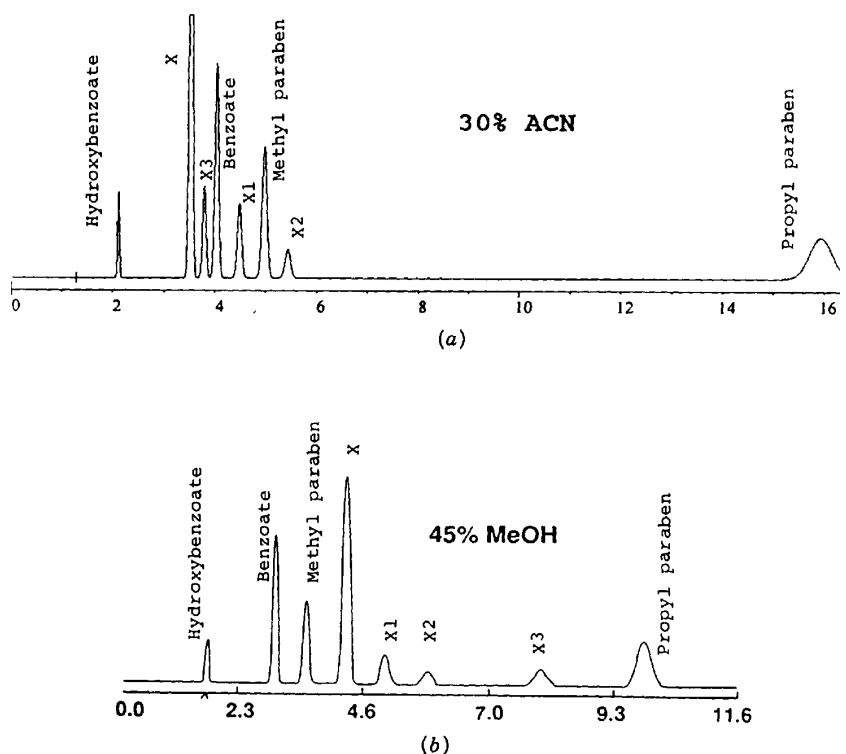 Hydroxybenzoate
X
X3
Benzoate
X1
Methyl paraben
X2
30% ACN
Propyl paraben
0 2 4 6 8 10 12 14 16
(a)
Hydroxybenzoate
Benzoate
Methyl paraben
X
X1
X2
45% MeOH
X3
Propyl paraben
0.0 2.3 4.6 7.0 9.3 11.6
(b)